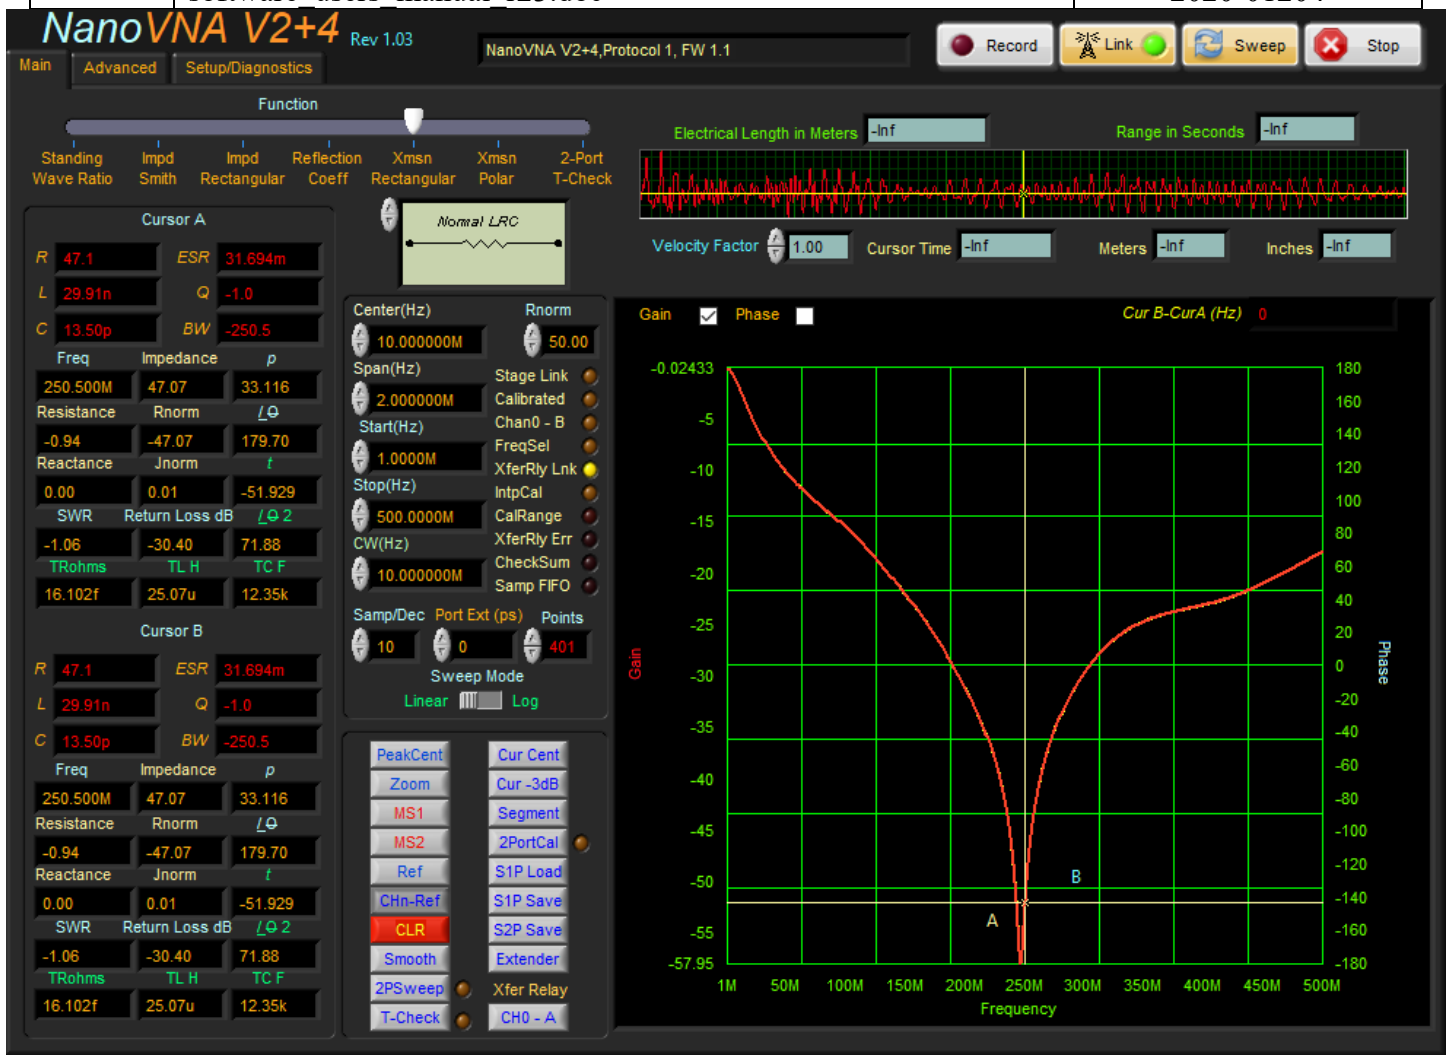 software_users_manual_123.doc 2020-01204
NanoVNA V2+4 Rev 1.03
NanoVNA V2+4,Protocol 1, FW 1.1
Record Link Sweep Stop
Main Advanced Setup/Diagnostics
Function
Standing Wave Ratio
Impd Smith
Impd Rectangular
Reflection Coeff
Xmsn Rectangular
Xmsn Polar
2-Port T-Check
Electrical Length in Meters -Inf Range in Seconds -Inf
Velocity Factor 1.00 Cursor Time -Inf Meters -Inf Inches -Inf
Normal LRC
Cursor A
R 47.1 ESR 31.694m
L 29.91n Q -1.0
C 13.50p BW -250.5
Freq Impedance p
250.500M 47.07 33.116
Resistance Rnorm /Θ
-0.94 -47.07 179.70
Reactance Jnorm t
0.00 0.01 -51.929
SWR Return Loss dB /Θ 2
-1.06 -30.40 71.88
TRohms TL H TC F
16.102f 25.07u 12.35k
Cursor B
R 47.1 ESR 31.694m
L 29.91n Q -1.0
C 13.50p BW -250.5
Freq Impedance p
250.500M 47.07 33.116
Resistance Rnorm /Θ
-0.94 -47.07 179.70
Reactance Jnorm t
0.00 0.01 -51.929
SWR Return Loss dB /Θ 2
-1.06 -30.40 71.88
TRohms TL H TC F
16.102f 25.07u 12.35k
Center(Hz) Rnorm
10.000000M 50.00
Span(Hz)
2.000000M
Start(Hz)
1.0000M
Stop(Hz)
500.0000M
CW(Hz)
10.000000M
Stage Link
Calibrated
Chan0 - B
FreqSel
XferRly Lnk
IntpCal
CalRange
XferRly Err
CheckSum
Samp FIFO
Samp/Dec Port Ext (ps) Points
10 0 401
Sweep Mode
Linear Log
PeakCent Cur Cent
Zoom Cur -3dB
MS1 Segment
MS2 2PortCal
Ref S1P Load
CHn-Ref S1P Save
CLR S2P Save
Smooth Extender
2PSweep Xfer Relay
T-Check CH0 - A
Gain Phase Cur B-CurA (Hz) 0
-0.02433
-5
-10
-15
-20
-25
-30
-35
-40
-45
-50
-55
-57.95
Gain
180
160
140
120
100
80
60
40
20
0
-20
-40
-60
-80
-100
-120
-140
-160
-180
Phase
B
A
1M 50M 100M 150M 200M 250M 300M 350M 400M 450M 500M
Frequency